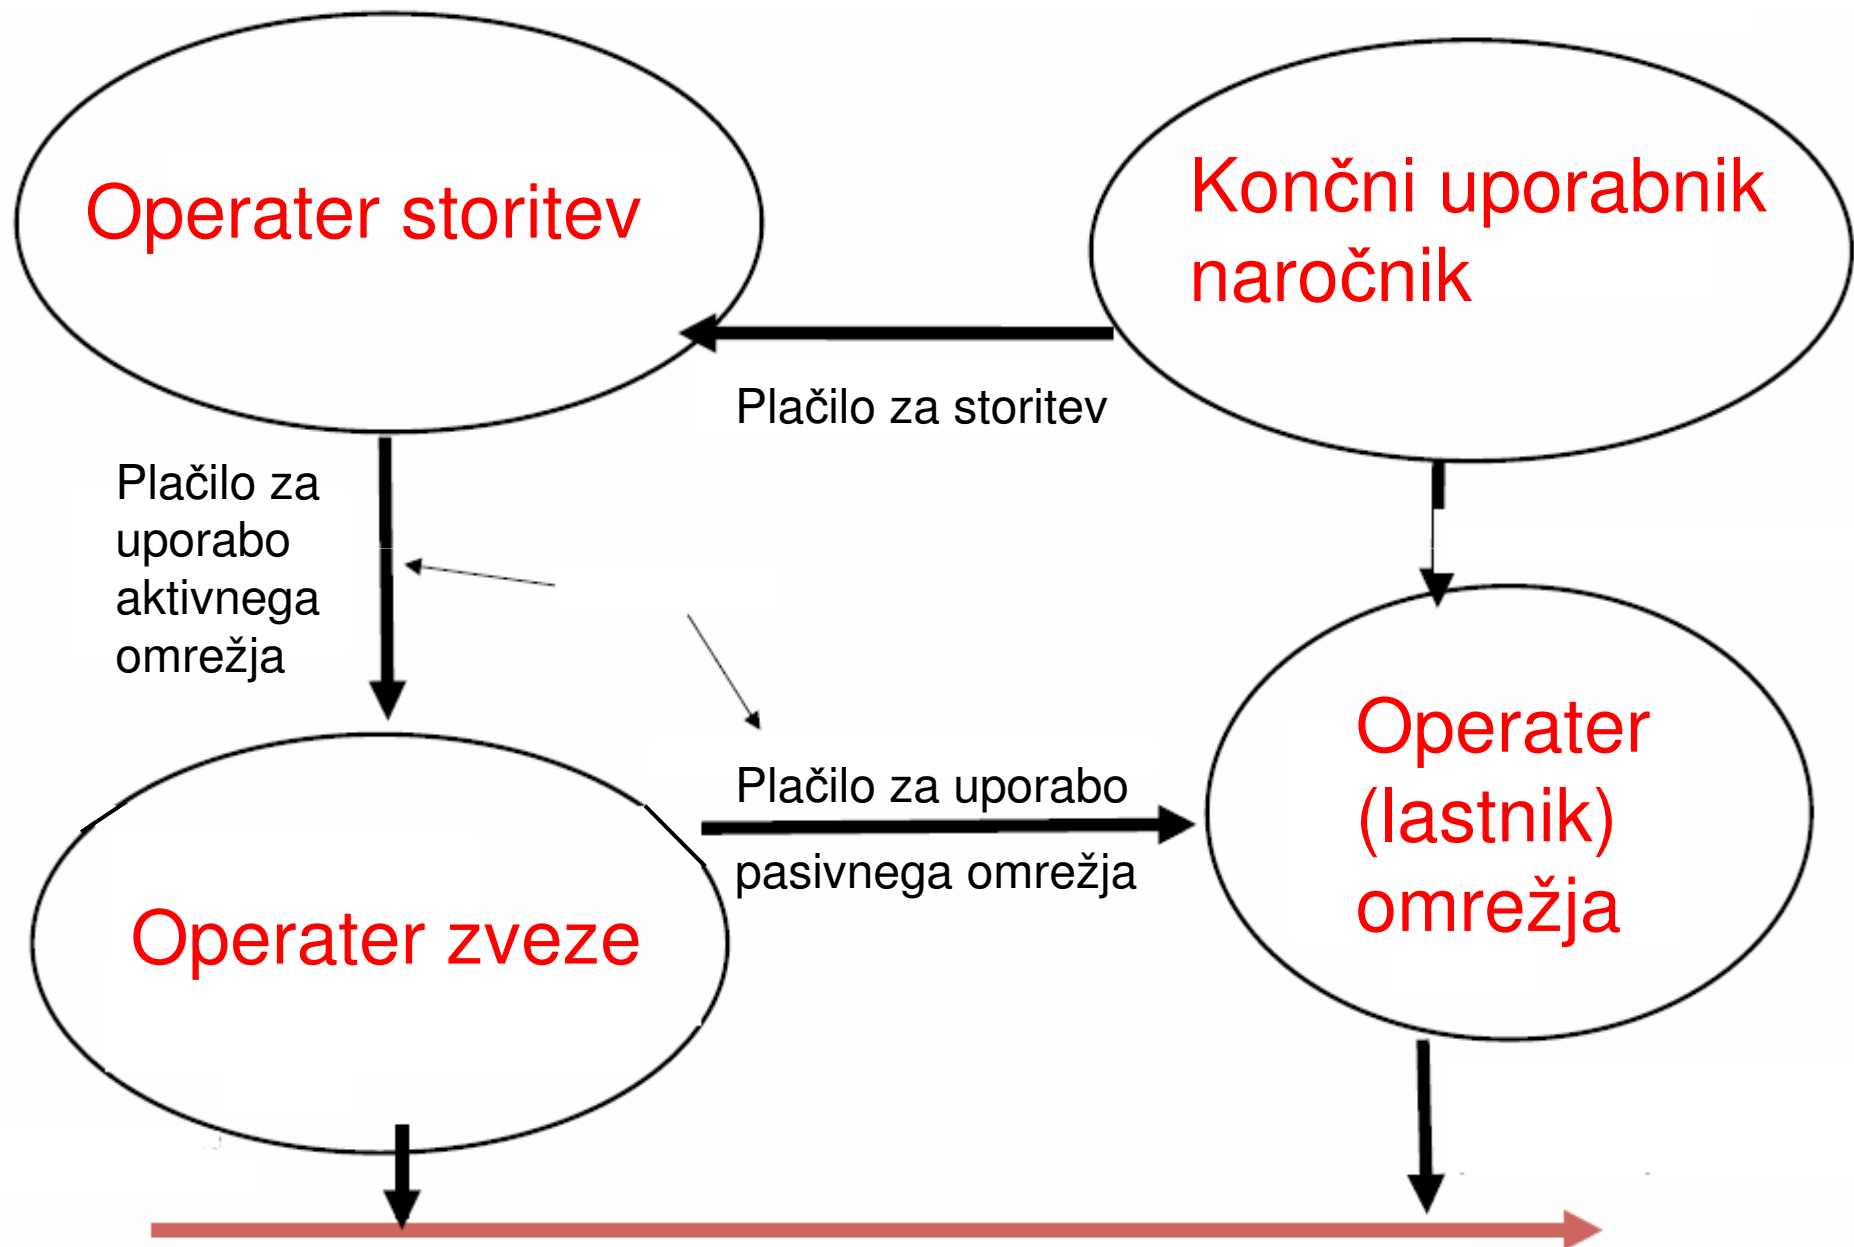 Operater storitev
Končni uporabnik
naročnik
Plačilo za storitev
Plačilo za
uporabo
aktivnega
omrežja
Plačilo za uporabo
pasivnega omrežja
Operater
(lastnik)
omrežja
Operater zveze